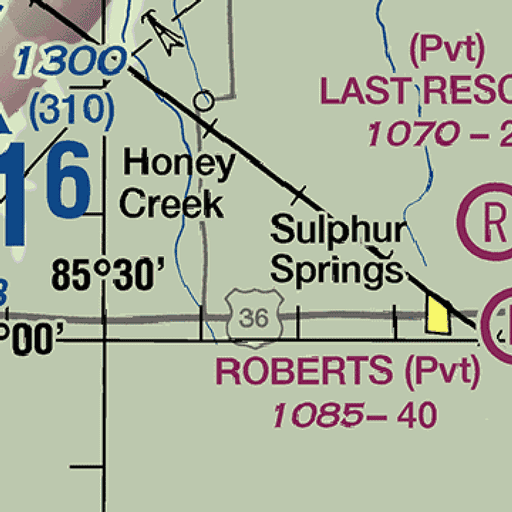 1300
(310)
16
(Pvt)
LAST RESO
1070 – 2
Honey
Creek
R
Sulphur
Springs
85°30'
3
°00'
36
ROBERTS (Pvt)
1085 – 40